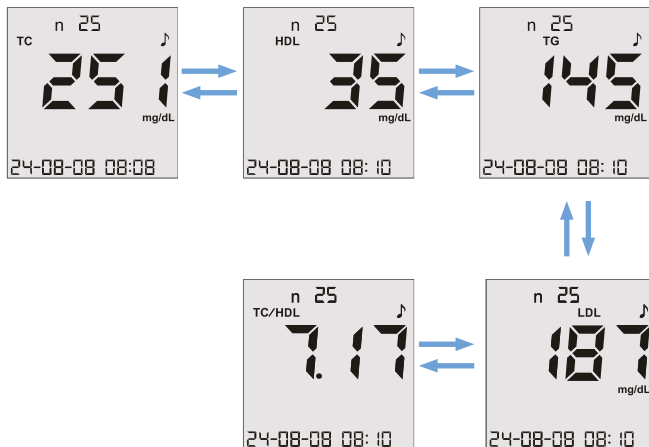 n 25
TC ♪
251
mg/dL
24-08-08 08:08
n 25
HDL ♪
35
mg/dL
24-08-08 08:10
n 25
TG ♪
145
mg/dL
24-08-08 08:10
n 25
TC/HDL ♪
7.17
24-08-08 08:10
n 25
LDL ♪
187
mg/dL
24-08-08 08:10